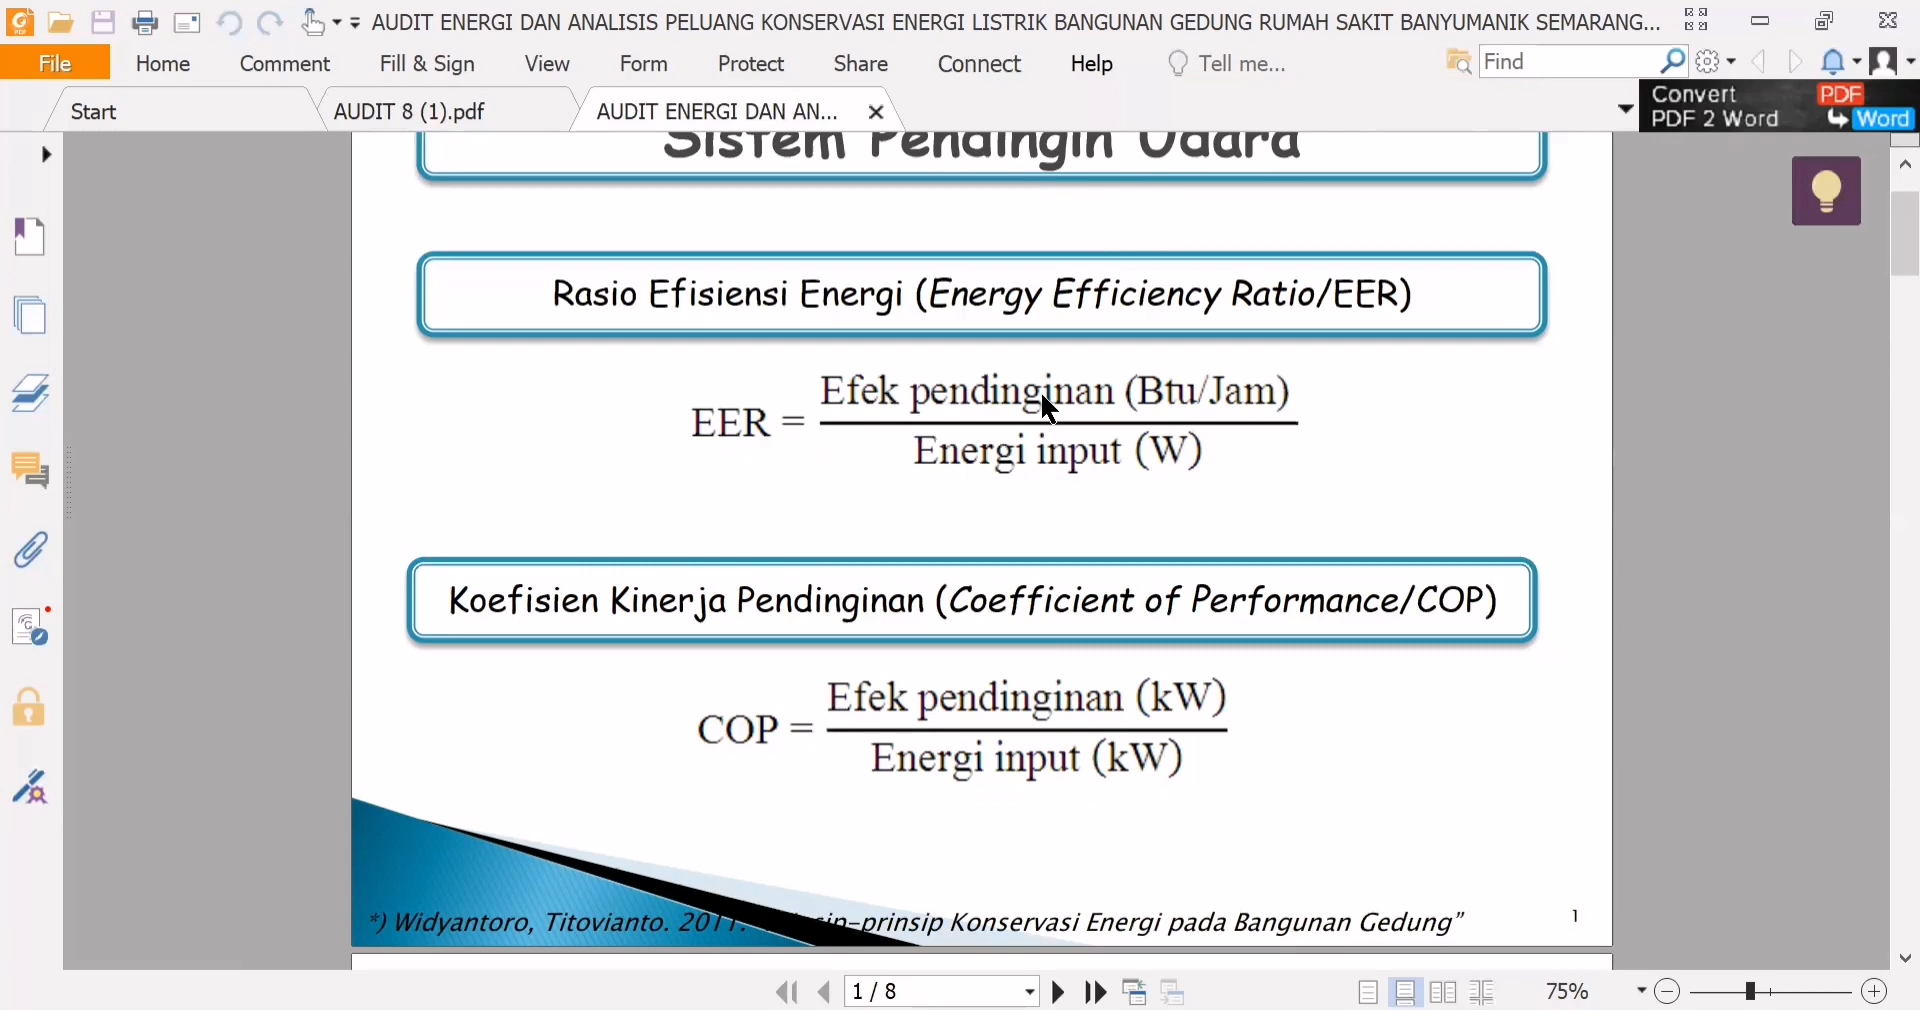 AUDIT ENERGI DAN ANALISIS PELUANG KONSERVASI ENERGI LISTRIK BANGUNAN GEDUNG RUMAH SAKIT BANYUMANIK SEMARANG...
File Home Comment Fill & Sign View Form Protect Share Connect Help Tell me... Find
Start AUDIT 8 (1).pdf AUDIT ENERGI DAN AN...
Convert PDF
PDF 2 Word Word
Sistem Pendingin Udara
Rasio Efisiensi Energi (Energy Efficiency Ratio/EER)
EER = Efek pendinginan (Btu/Jam)
Energi input (W)
Koefisien Kinerja Pendinginan (Coefficient of Performance/COP)
COP = Efek pendinginan (kW)
Energi input (kW)
*) Widyantoro, Titovianto. 2011. -prinsip Konservasi Energi pada Bangunan Gedung”
1
1 / 8 75%